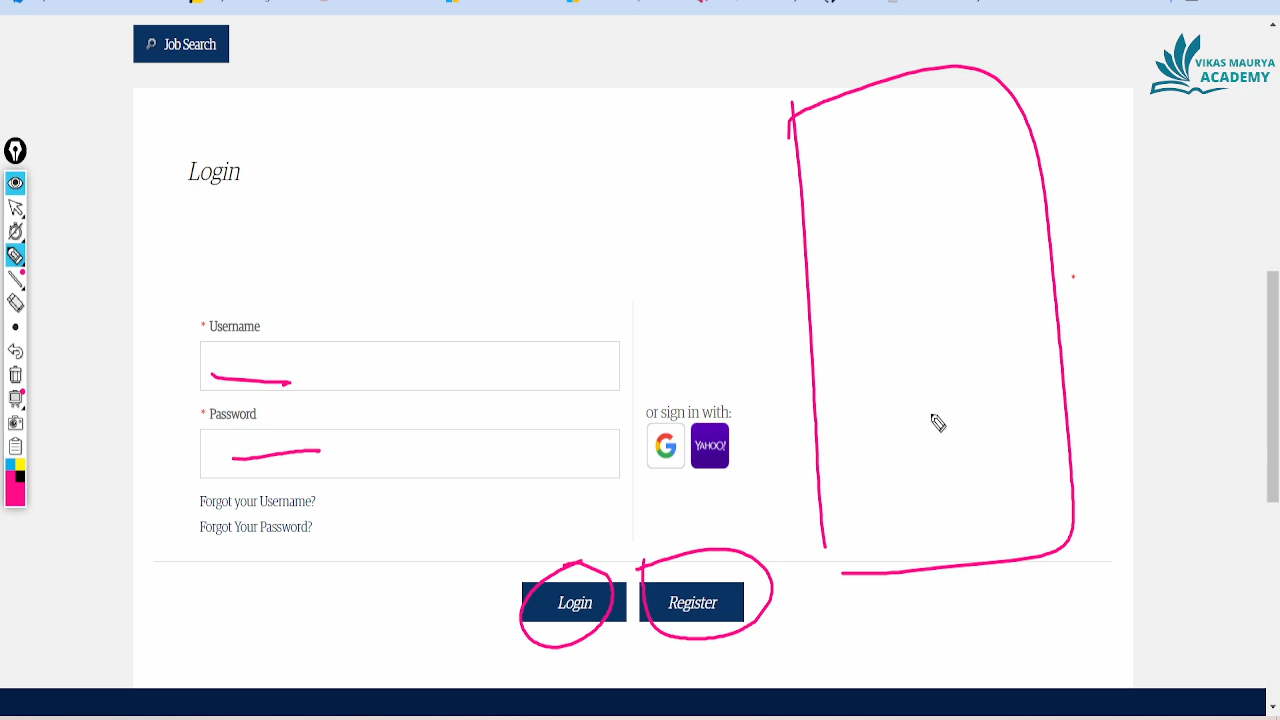 Job Search
VIKAS MAURYA
ACADEMY
Login
* Username
* Password
or sign in with:
G YAHOO!
Forgot your Username?
Forgot Your Password?
Login Register